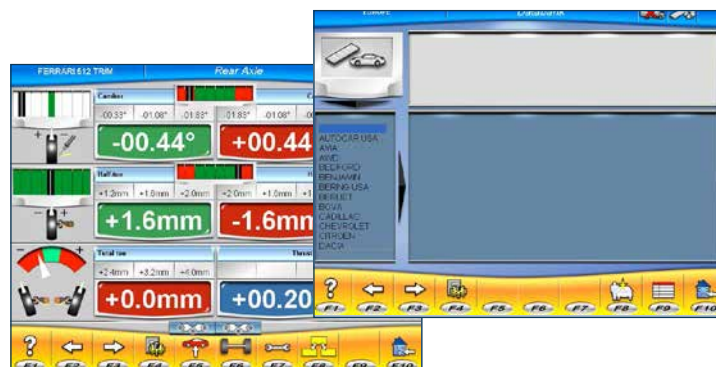 FERRARI 512 TRIM
Rear Axle
Camber
-00.33° -01.08° -01.83° -01.83° -01.08°
-00.44° +00.44
Half toe
+1.2mm +1.6mm +2.0mm +2.0mm +1.6mm
+1.6mm -1.6mm
Total toe
+2.4mm +3.2mm +4.0mm
+0.0mm +00.20
F1 F2 F3 F4 F5 F6 F7 F8 F9 F10
Databank
AUTOCAR USA
AVIA
AWD
BEDFORD
BENJAMIN
BERING USA
BERLIET
BOVA
CADILLAC
CHEVROLET
CITROEN
DACIA
F1 F2 F3 F4 F5 F6 F7 F8 F9 F10